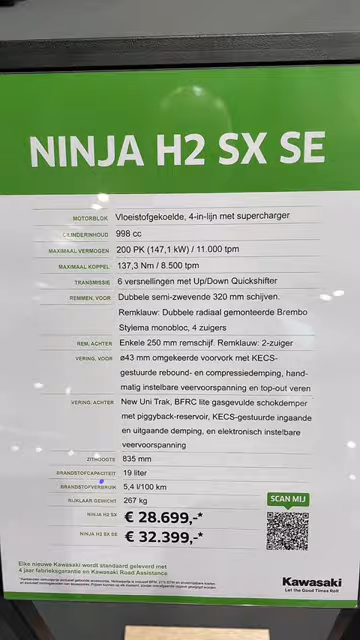 NINJA H2 SX SE
MOTORBLOK Vloeistofgekoelde, 4-in-lijn met supercharger
CILINDERINHOUD 998 cc
MAXIMAAL VERMOGEN 200 PK (147,1 kW) / 11.000 tpm
MAXIMAAL KOPPEL 137,3 Nm / 8.500 tpm
TRANSMISSIE 6 versnellingen met Up/Down Quickshifter
REMMEN, VOOR Dubbele semi-zwevende 320 mm schijven.
Remklauw: Dubbele radiaal gemonteerde Brembo
Stylema monobloc, 4 zuigers
REM, ACHTER Enkele 250 mm remschijf. Remklauw: 2-zuiger
VERING, VOOR ø43 mm omgekeerde voorvork met KECS-
gestuurde rebound- en compressiedemping, hand-
matig instelbare veervoorspanning en top-out veren
VERING, ACHTER New Uni Trak, BFRC lite gasgevulde schokdemper
met piggyback-reservoir, KECS-gestuurde ingaande
en uitgaande demping, en elektronisch instelbare
veervoorspanning
ZITHOOGTE 835 mm
BRANDSTOFCAPACITEIT 19 liter
BRANDSTOFVERBRUIK 5,4 l/100 km
RIJKLAAR GEWICHT 267 kg
NINJA H2 SX € 28.699,-*
NINJA H2 SX SE € 32.399,-*
SCAN MIJ
Elke nieuwe Kawasaki wordt standaard geleverd met
4 jaar fabrieksgarantie en Kawasaki Road Assistance.
Kawasaki
Let the Good Times Roll